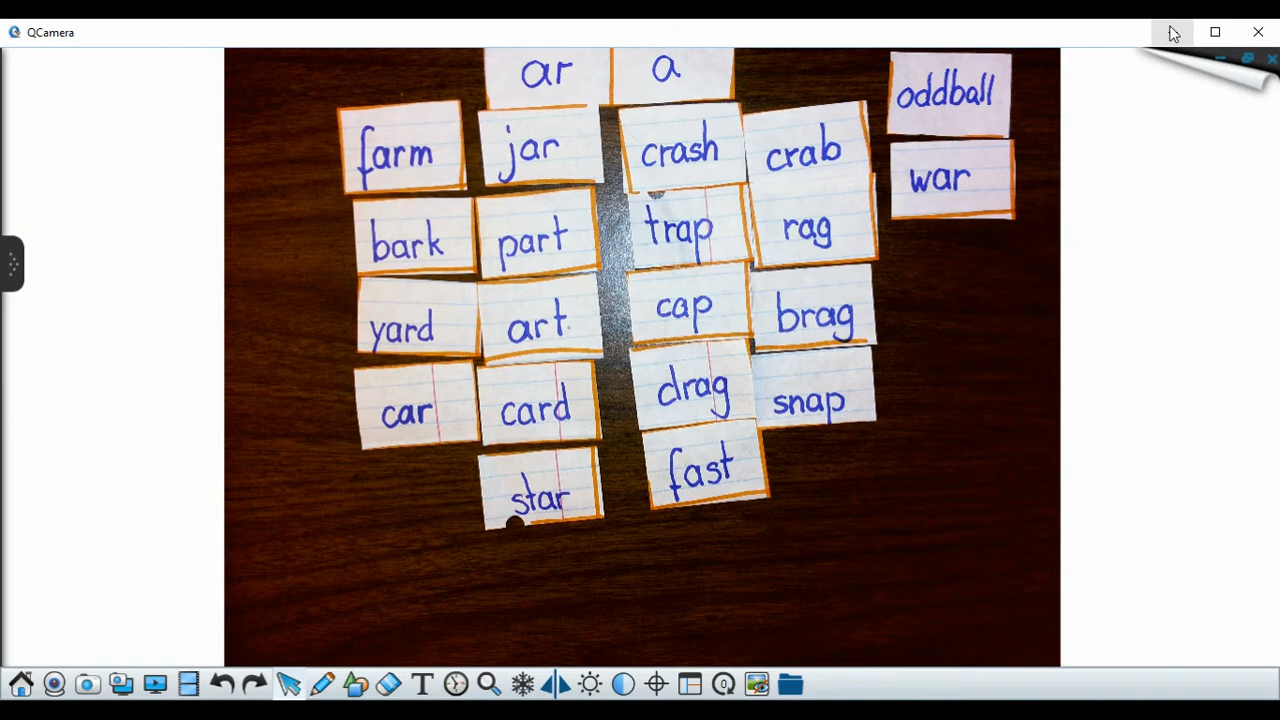 QCamera
ar a
oddball
farm jar crash crab
war
bark part trap rag
yard art cap brag
car card drag snap
star fast